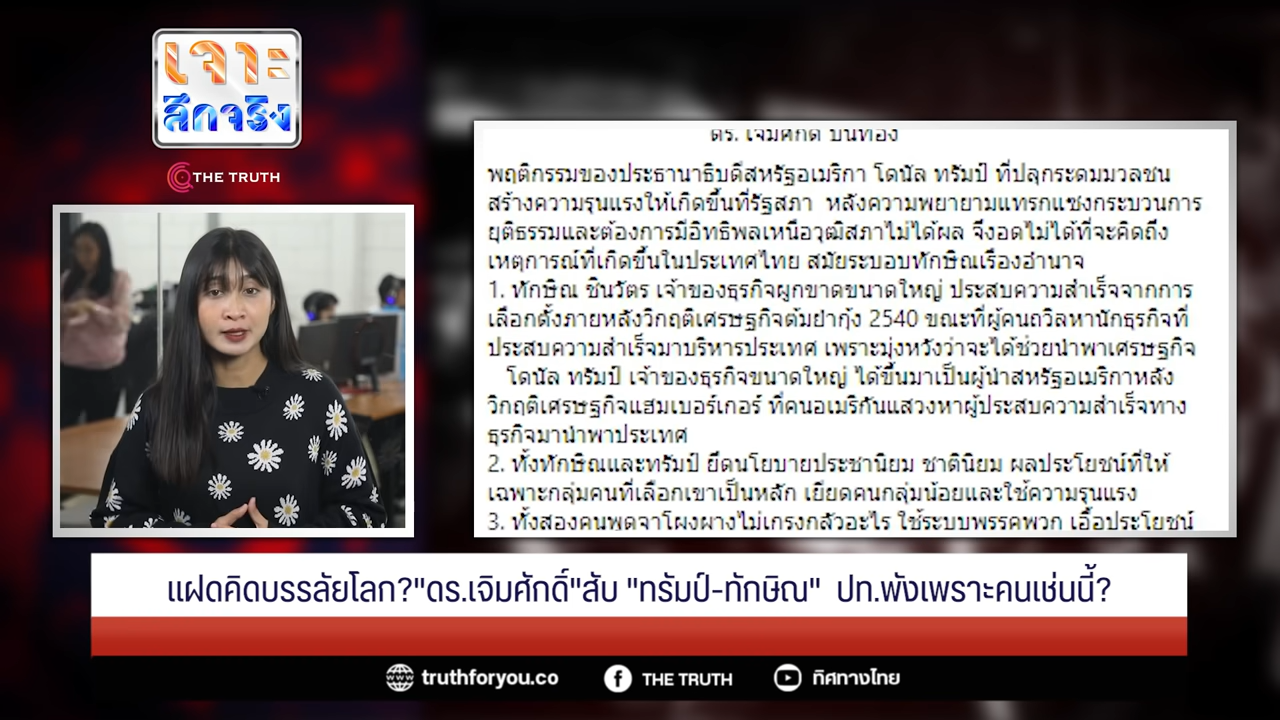 เจาะ
ลึกจริง
THE TRUTH
ดร. เจิมศักดิ์ ปิ่นทอง
พฤติกรรมของประธานาธิบดีสหรัฐอเมริกา โดนัล ทรัมป์ ที่ปลุกระดมมวลชน
สร้างความรุนแรงให้เกิดขึ้นที่รัฐสภา หลังความพยายามแทรกแซงกระบวนการ
ยุติธรรมและต้องการมีอิทธิพลเหนือวุฒิสภาไม่ได้ผล จึงอดไม่ได้ที่จะคิดถึง
เหตุการณ์ที่เกิดขึ้นในประเทศไทย สมัยระบอบทักษิณเรืองอำนาจ
1. ทักษิณ ชินวัตร เจ้าของธุรกิจผูกขาดขนาดใหญ่ ประสบความสำเร็จจากการ
เลือกตั้งภายหลังวิกฤติเศรษฐกิจต้มยำกุ้ง 2540 ขณะที่ผู้คนถวิลหานักธุรกิจที่
ประสบความสำเร็จมาบริหารประเทศ เพราะมุ่งหวังว่าจะได้ช่วยนำพาเศรษฐกิจ
โดนัล ทรัมป์ เจ้าของธุรกิจขนาดใหญ่ ได้ขึ้นมาเป็นผู้นำสหรัฐอเมริกาหลัง
วิกฤติเศรษฐกิจแฮมเบอร์เกอร์ ที่คนอเมริกันแสวงหาผู้ประสบความสำเร็จทาง
ธุรกิจมานำพาประเทศ
2. ทั้งทักษิณและทรัมป์ ยึดนโยบายประชานิยม ชาตินิยม ผลประโยชน์ที่ให้
เฉพาะกลุ่มคนที่เลือกเขาเป็นหลัก เยียดคนกลุ่มน้อยและใช้ความรุนแรง
3. ทั้งสองคนพูดจาโผงผางไม่เกรงกลัวอะไร ใช้ระบบพรรคพวก เอื้อประโยชน์
แฝดคิดบรรลัยโลก?"ดร.เจิมศักดิ์"สับ "ทรัมป์-ทักษิณ" ปท.พังเพราะคนเช่นนี้?
truthforyou.co THE TRUTH ทิศทางไทย